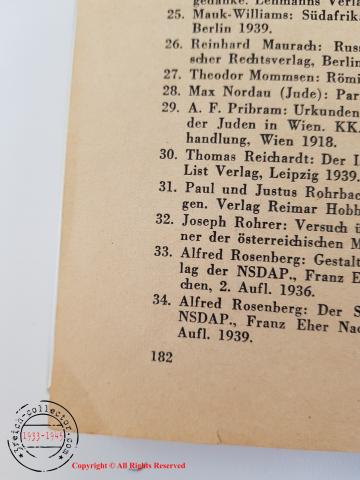 gedanke. Lehmanns Verla
25. Mauk-Williams: Südafrik
Berlin 1939.
26. Reinhard Maurach: Russ
scher Rechtsverlag, Berlin
27. Theodor Mommsen: Römi
28. Max Nordau (Jude): Par
29. A. F. Pribram: Urkunden
der Juden in Wien. KK.
handlung, Wien 1918.
30. Thomas Reichardt: Der I
List Verlag, Leipzig 1939.
31. Paul und Justus Rohrbac
gen. Verlag Reimar Hobb
32. Joseph Rohrer: Versuch ü
ner der österreichischen M
33. Alfred Rosenberg: Gestalt
lag der NSDAP., Franz E
chen, 2. Aufl. 1936.
34. Alfred Rosenberg: Der S
NSDAP., Franz Eher Nac
Aufl. 1939.
182
3reich-collector.com
1933-1945
Copyright © All Rights Reserved